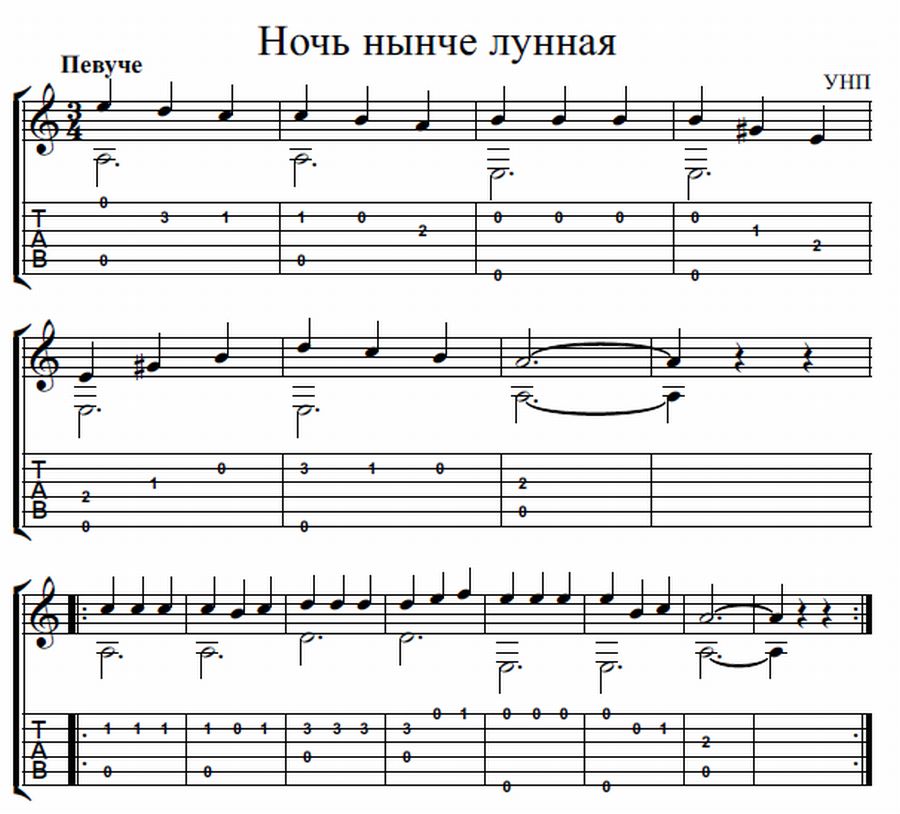 Ночь нынче лунная
Певуче
УНП
3
4
0
T 3 1 1 0 0 0 0 0
A 2 1
B 0 0 2
0 0
T 0 3 1 0
A 1 2
B 2 0
0 0
0 1 0 0 0 0
T 1 1 1 1 0 1 3 3 3 3 0 1
A 2
B 0 0
0 0 0 0